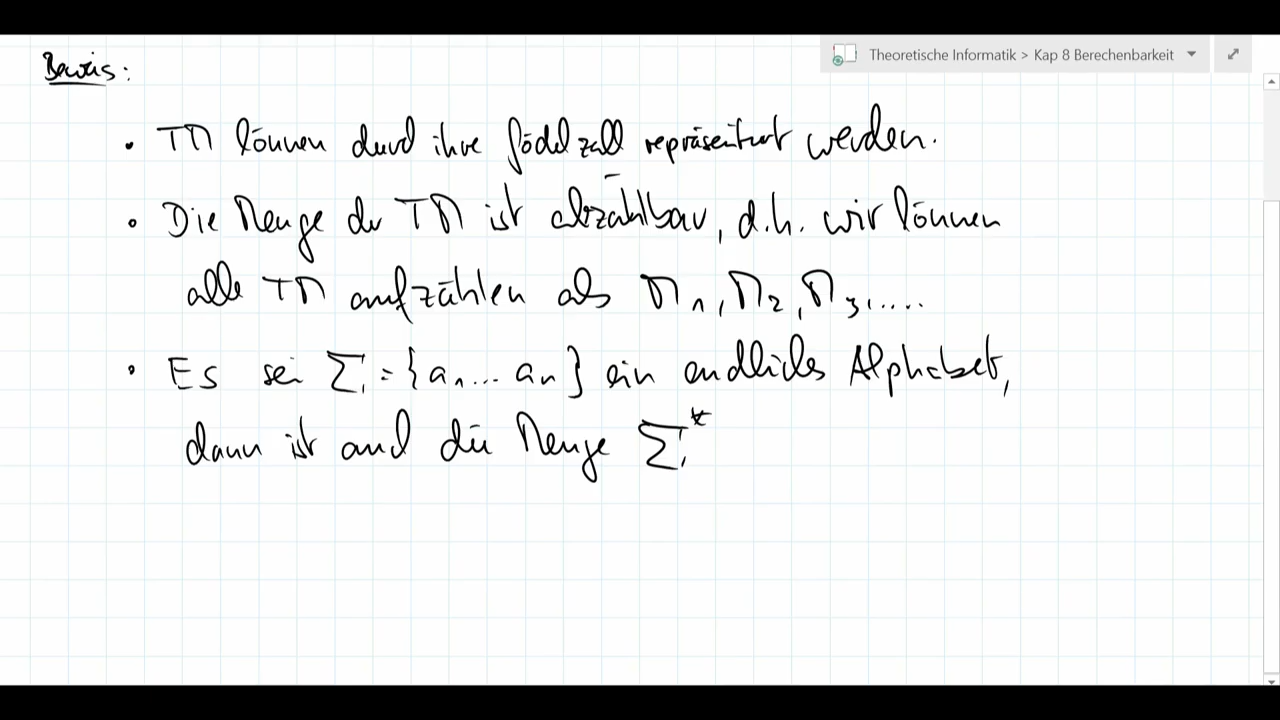 Theoretische Informatik > Kap 8 Berechenbarkeit
Beweis:
• TM können durch ihre Gödelzahl repräsentiert werden.
• Die Menge der TM ist abzählbar, d.h. wir können
alle TM aufzählen als M₁, M₂, M₃, ....
• Es sei Σ = {a₁ ... aₙ} ein endliches Alphabet,
dann ist auch die Menge Σ*